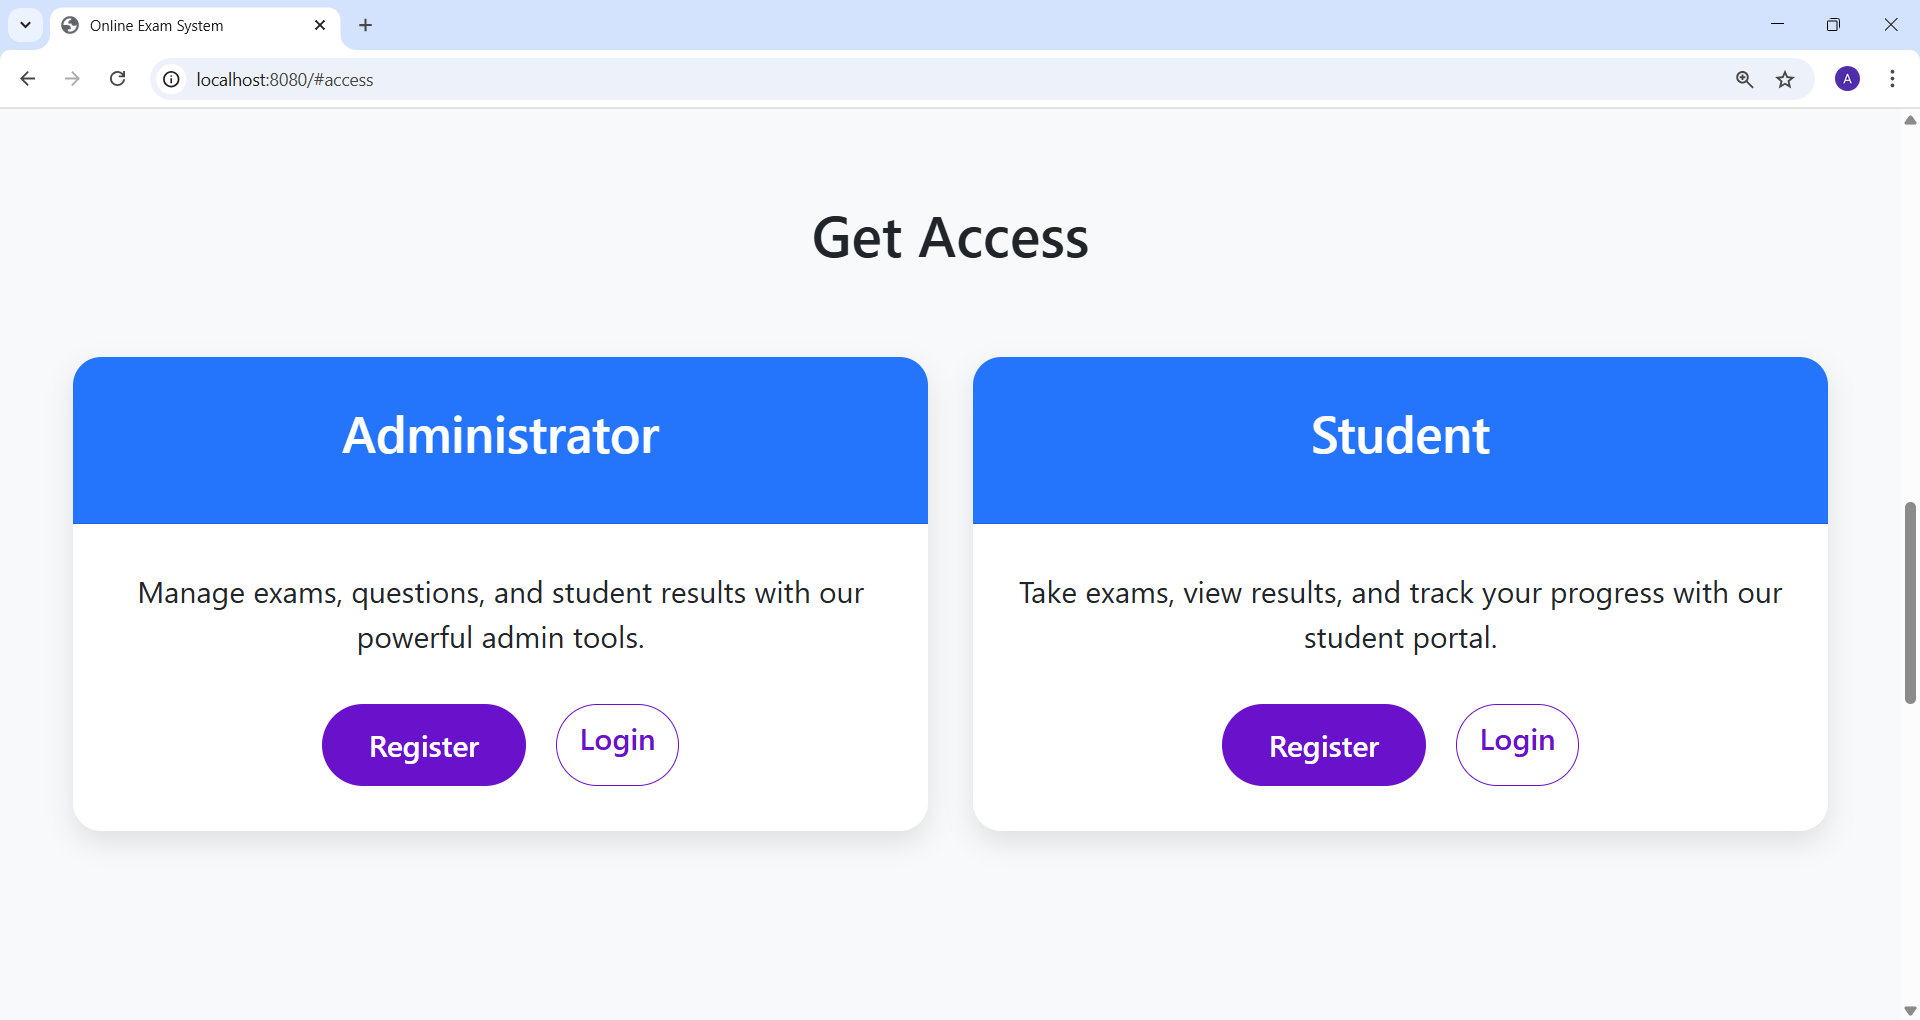 Online Exam System
localhost:8080/#access
A
Get Access
Administrator
Manage exams, questions, and student results with our
powerful admin tools.
Register
Login
Student
Take exams, view results, and track your progress with our
student portal.
Register
Login